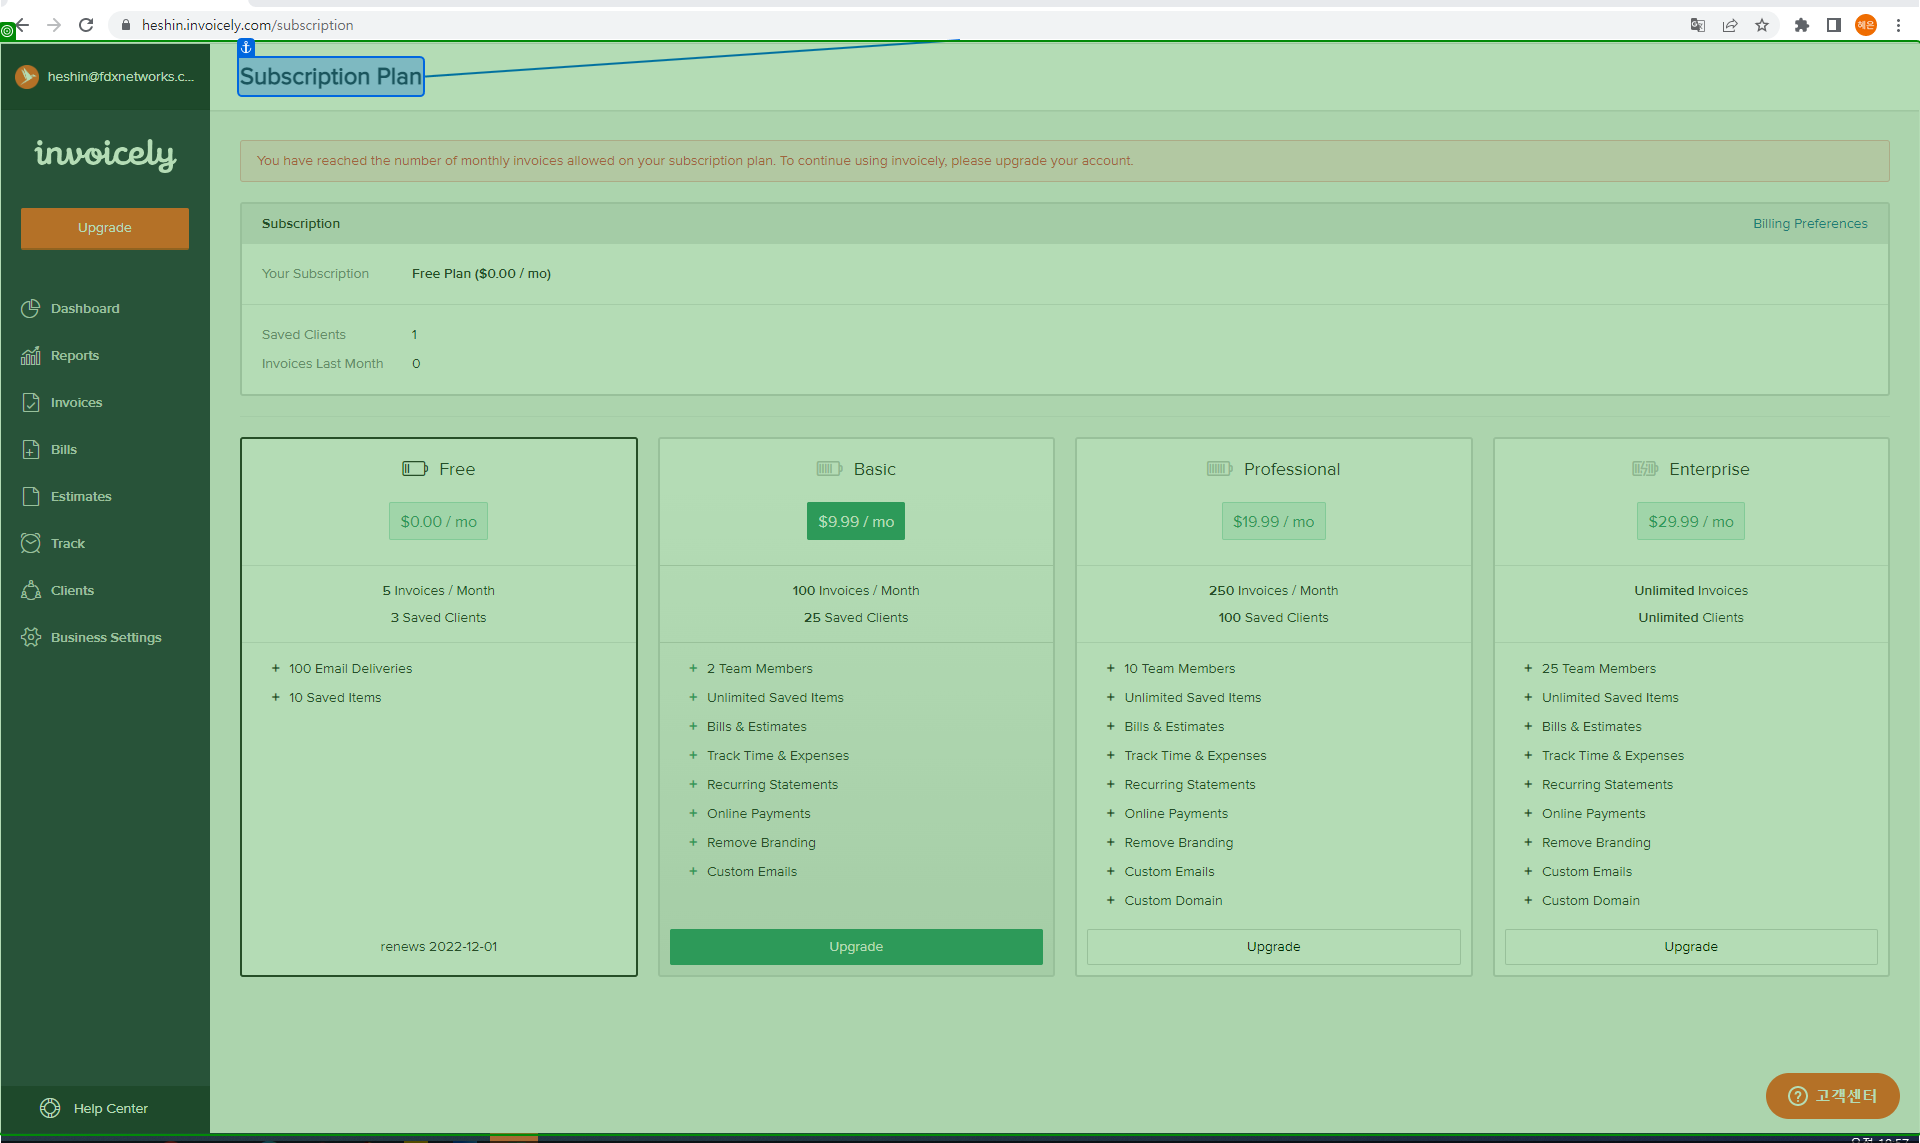 heshin.invoicely.com/subscription
혜은
heshin@fdxnetworks.c...
Subscription Plan
invoicely
Upgrade
Dashboard
Reports
Invoices
Bills
Estimates
Track
Clients
Business Settings
Help Center
You have reached the number of monthly invoices allowed on your subscription plan. To continue using invoicely, please upgrade your account.
Subscription
Billing Preferences
Your Subscription Free Plan ($0.00 / mo)
Saved Clients 1
Invoices Last Month 0
Free
$0.00 / mo
5 Invoices / Month
3 Saved Clients
+ 100 Email Deliveries
+ 10 Saved Items
renews 2022-12-01
Basic
$9.99 / mo
100 Invoices / Month
25 Saved Clients
+ 2 Team Members
+ Unlimited Saved Items
+ Bills & Estimates
+ Track Time & Expenses
+ Recurring Statements
+ Online Payments
+ Remove Branding
+ Custom Emails
Upgrade
Professional
$19.99 / mo
250 Invoices / Month
100 Saved Clients
+ 10 Team Members
+ Unlimited Saved Items
+ Bills & Estimates
+ Track Time & Expenses
+ Recurring Statements
+ Online Payments
+ Remove Branding
+ Custom Emails
+ Custom Domain
Upgrade
Enterprise
$29.99 / mo
Unlimited Invoices
Unlimited Clients
+ 25 Team Members
+ Unlimited Saved Items
+ Bills & Estimates
+ Track Time & Expenses
+ Recurring Statements
+ Online Payments
+ Remove Branding
+ Custom Emails
+ Custom Domain
Upgrade
고객센터